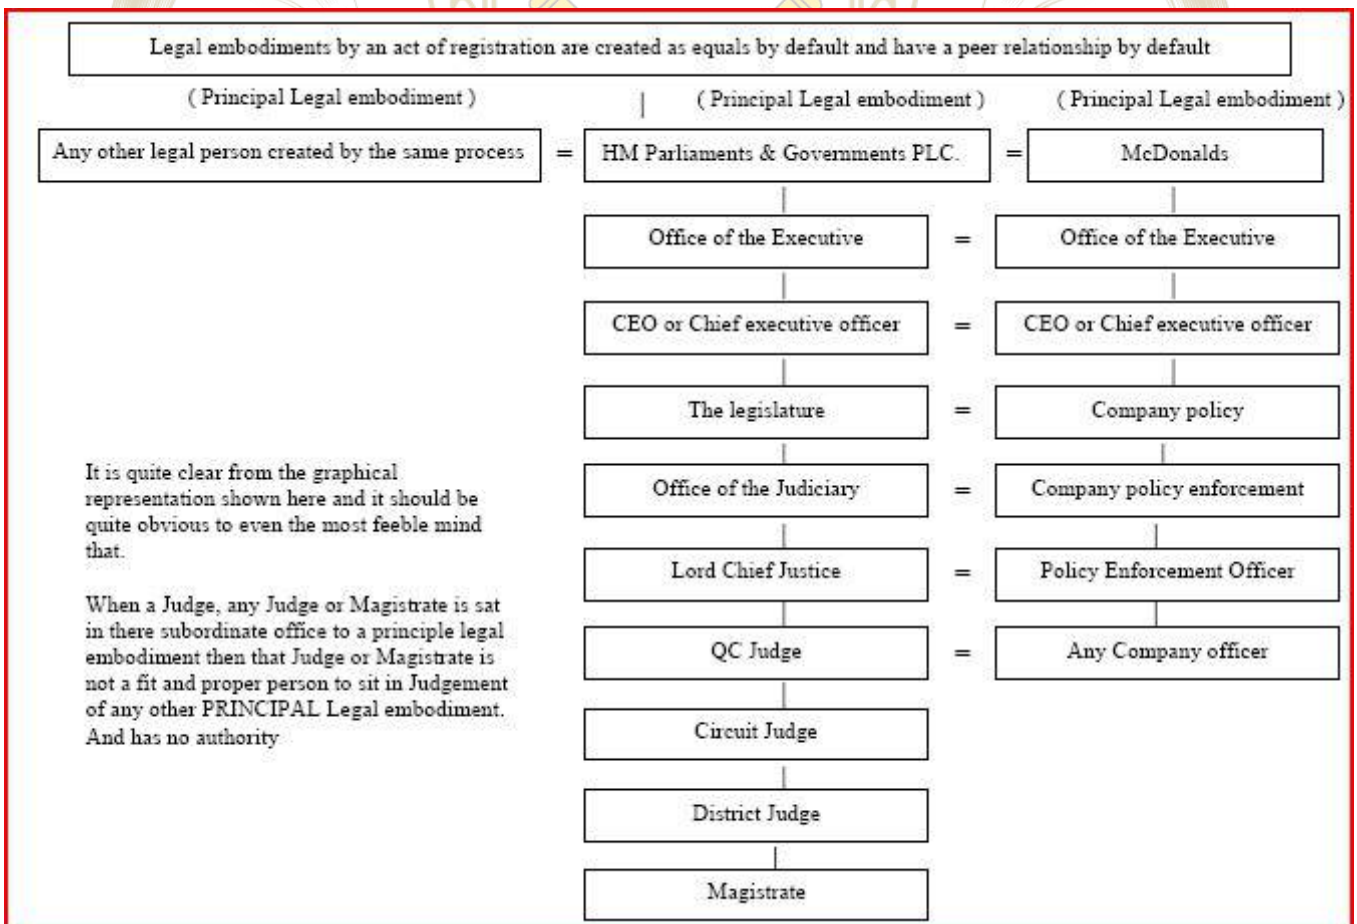 Legal embodiments by an act of registration are created as equals by default and have a peer relationship by default
( Principal Legal embodiment ) ( Principal Legal embodiment ) ( Principal Legal embodiment )
Any other legal person created by the same process = HM Parliaments & Governments PLC. = McDonalds
Office of the Executive = Office of the Executive
CEO or Chief executive officer = CEO or Chief executive officer
The legislature = Company policy
Office of the Judiciary = Company policy enforcement
Lord Chief Justice = Policy Enforcement Officer
QC Judge = Any Company officer
Circuit Judge
District Judge
Magistrate
It is quite clear from the graphical
representation shown here and it should be
quite obvious to even the most feeble mind
that.
When a Judge, any Judge or Magistrate is sat
in there subordinate office to a principle legal
embodiment then that Judge or Magistrate is
not a fit and proper person to sit in Judgement
of any other PRINCIPAL Legal embodiment.
And has no authority